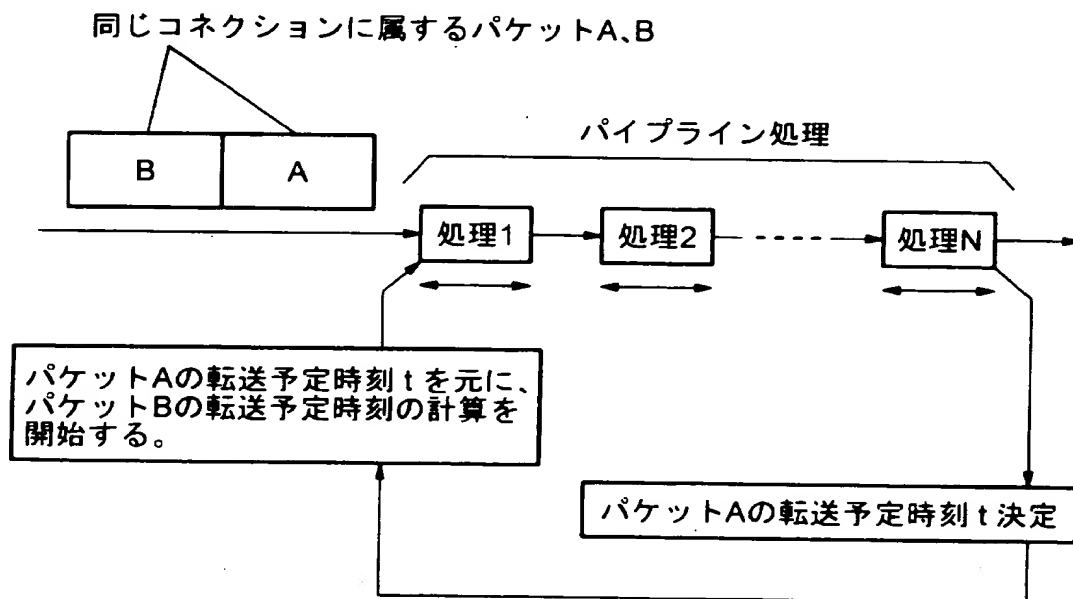 同じコネクションに属するパケットA、B
パイプライン処理
B
A
処理1
処理2
処理N
パケットAの転送予定時刻 t を元に、
パケットBの転送予定時刻の計算を
開始する。
パケットAの転送予定時刻 t 決定